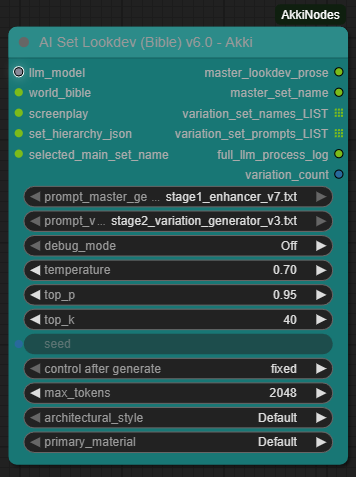 AkkiNodes
AI Set Lookdev (Bible) v6.0 - Akki
llm_model master_lookdev_prose
world_bible master_set_name
screenplay variation_set_names_LIST
set_hierarchy_json variation_set_prompts_LIST
selected_main_set_name full_llm_process_log
variation_count
prompt_master_ge ... stage1_enhancer_v7.txt
prompt_v... stage2_variation_generator_v3.txt
debug_mode Off
temperature 0.70
top_p 0.95
top_k 40
seed
control after generate fixed
max_tokens 2048
architectural_style Default
primary_material Default